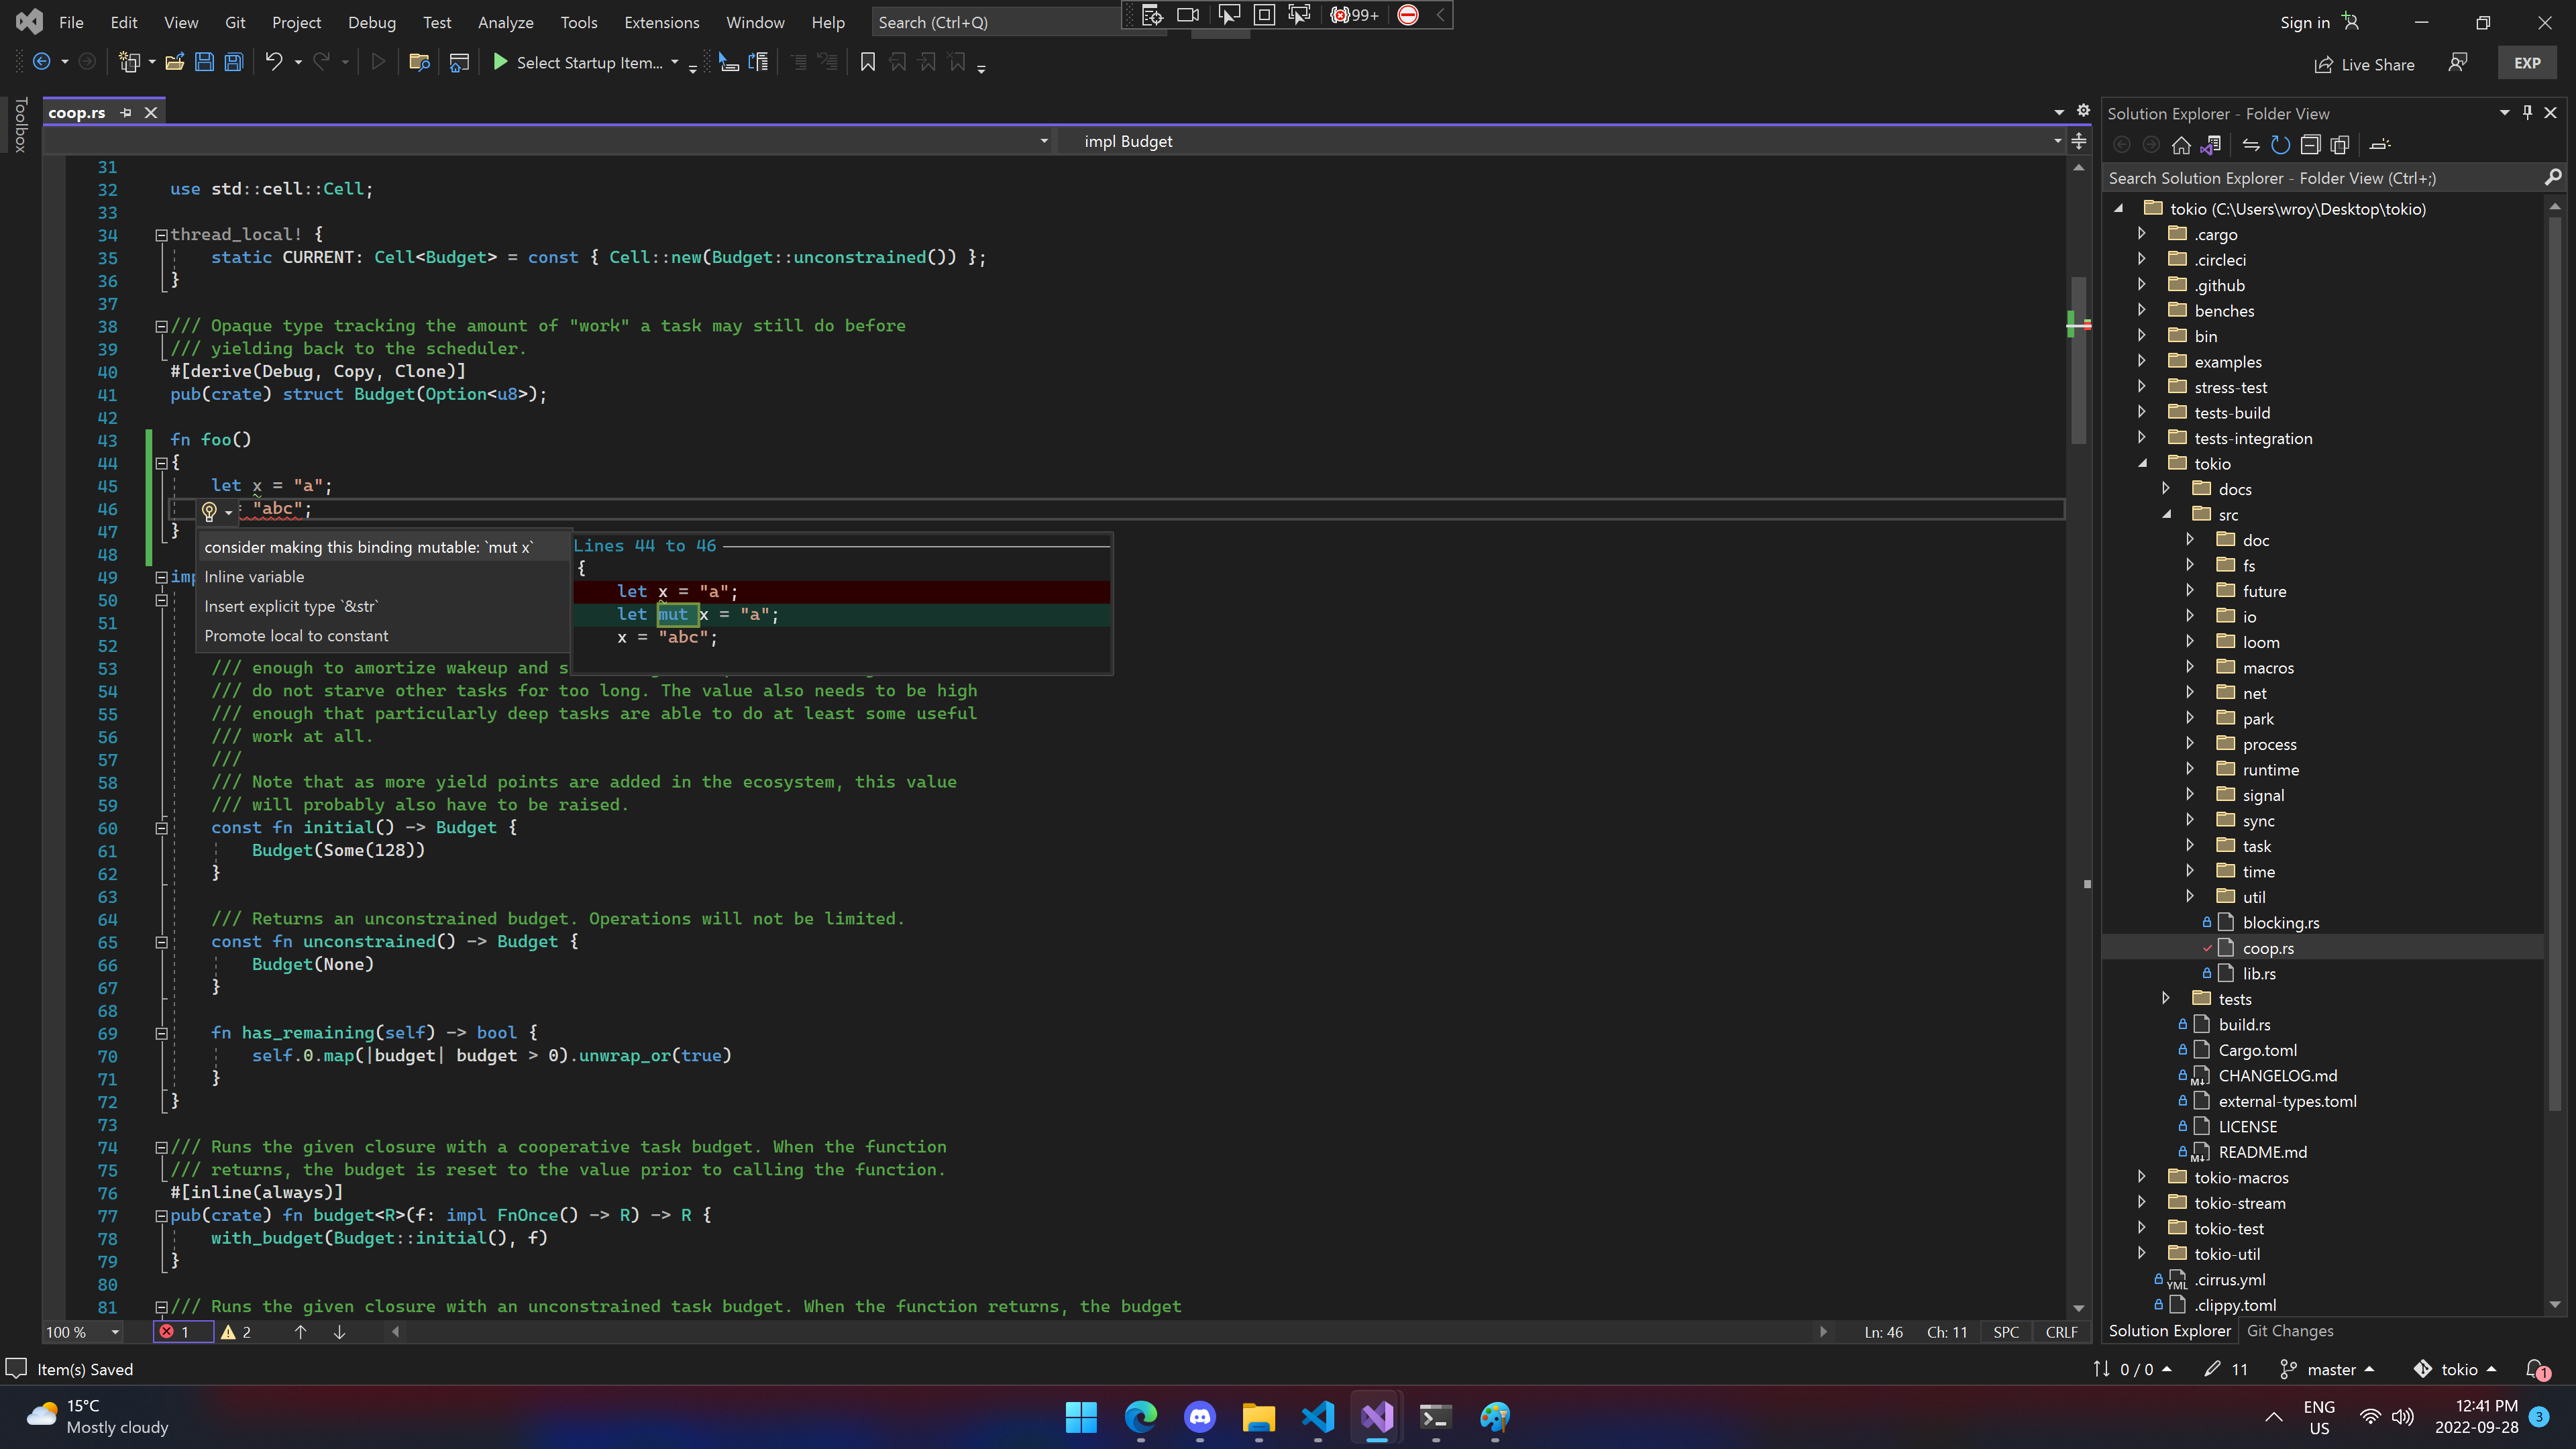 File Edit View Git Project Debug Test Analyze Tools Extensions Window Help Search (Ctrl+Q) 99+ Sign in
Select Startup Item... Live Share EXP
Toolbox
coop.rs
impl Budget
31
32 use std::cell::Cell;
33
34 thread_local! {
35 static CURRENT: Cell<Budget> = const { Cell::new(Budget::unconstrained()) };
36 }
37
38 /// Opaque type tracking the amount of "work" a task may still do before
39 /// yielding back to the scheduler.
40 #[derive(Debug, Copy, Clone)]
41 pub(crate) struct Budget(Option<u8>);
42
43 fn foo()
44 {
45 let x = "a";
46 "abc";
47 }
48
49 imp
50
51
52
consider making this binding mutable: `mut x`
Inline variable
Insert explicit type `&str`
Promote local to constant
Lines 44 to 46
{
let x = "a";
let mut x = "a";
x = "abc";
53 /// enough to amortize wakeup and s
54 /// do not starve other tasks for too long. The value also needs to be high
55 /// enough that particularly deep tasks are able to do at least some useful
56 /// work at all.
57 ///
58 /// Note that as more yield points are added in the ecosystem, this value
59 /// will probably also have to be raised.
60 const fn initial() -> Budget {
61 Budget(Some(128))
62 }
63
64 /// Returns an unconstrained budget. Operations will not be limited.
65 const fn unconstrained() -> Budget {
66 Budget(None)
67 }
68
69 fn has_remaining(self) -> bool {
70 self.0.map(|budget| budget > 0).unwrap_or(true)
71 }
72 }
73
74 /// Runs the given closure with a cooperative task budget. When the function
75 /// returns, the budget is reset to the value prior to calling the function.
76 #[inline(always)]
77 pub(crate) fn budget<R>(f: impl FnOnce() -> R) -> R {
78 with_budget(Budget::initial(), f)
79 }
80
81 /// Runs the given closure with an unconstrained task budget. When the function returns, the budget
100 % 1 2 Ln: 46 Ch: 11 SPC CRLF
Solution Explorer - Folder View
Search Solution Explorer - Folder View (Ctrl+;)
tokio (C:\Users\wroy\Desktop\tokio)
.cargo
.circleci
.github
benches
bin
examples
stress-test
tests-build
tests-integration
tokio
docs
src
doc
fs
future
io
loom
macros
net
park
process
runtime
signal
sync
task
time
util
blocking.rs
coop.rs
lib.rs
tests
build.rs
Cargo.toml
CHANGELOG.md
external-types.toml
LICENSE
README.md
tokio-macros
tokio-stream
tokio-test
tokio-util
.cirrus.yml
.clippy.toml
Solution Explorer Git Changes
Item(s) Saved 0 / 0 11 master tokio 1
15°C
Mostly cloudy
ENG
US
12:41 PM
2022-09-28
3